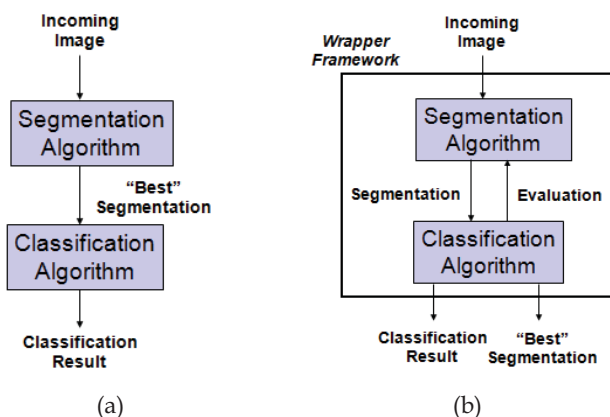 Incoming
Image
Segmentation
Algorithm
“Best”
Segmentation
Classification
Algorithm
Classification
Result
(a)
Wrapper
Framework
Incoming
Image
Segmentation
Algorithm
Segmentation
Evaluation
Classification
Algorithm
Classification
Result
“Best”
Segmentation
(b)